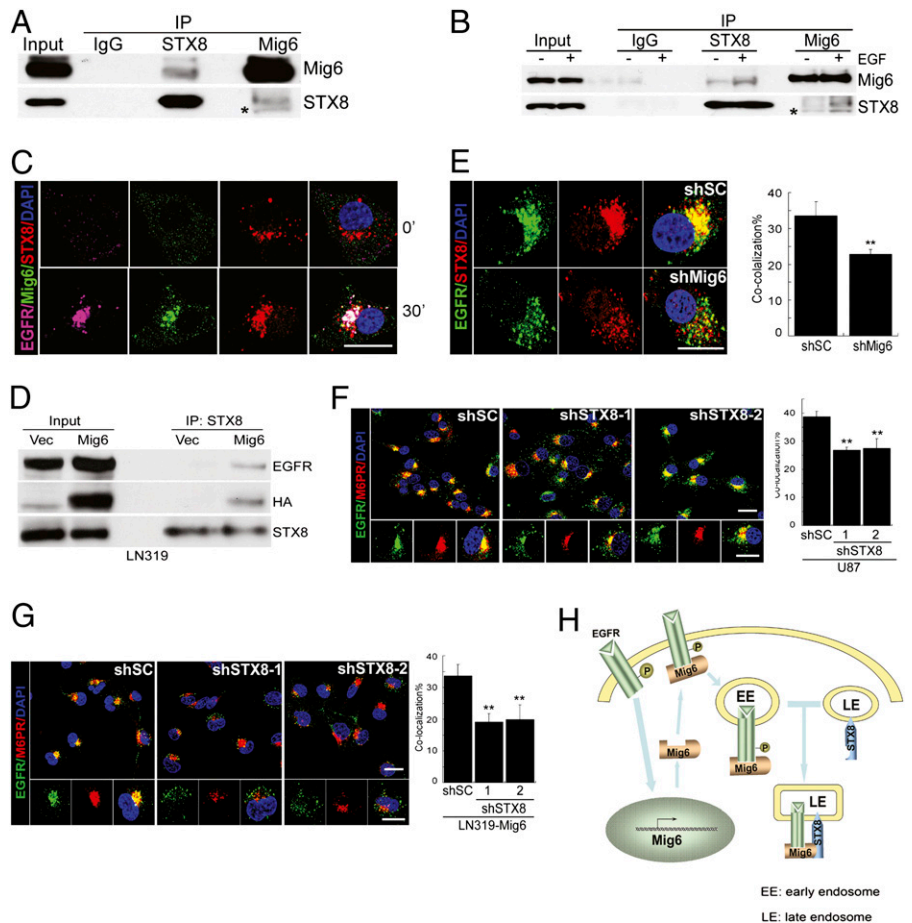 A
IP
Input IgG STX8 Mig6
Mig6
STX8
*
B
IP
Input IgG STX8 Mig6
- + - + - + - + EGF
Mig6
STX8
*
C
EGFR/Mig6/STX8/DAPI
0'
30'
D
Input IP: STX8
Vec Mig6 Vec Mig6
EGFR
HA
STX8
LN319
E
EGFR/STX8/DAPI
shSC
shMig6
Co-colalization%
40
30
20
10
0
**
shSC shMig6
F
EGFR/M6PR/DAPI
shSC shSTX8-1 shSTX8-2
Co-localization%
40
20
0
** **
shSC 1 2
shSTX8
U87
G
EGFR/M6PR/DAPI
shSC shSTX8-1 shSTX8-2
Co-localization%
40
30
20
10
0
** **
shSC 1 2
shSTX8
LN319-Mig6
H
EGFR
P
P
Mig6
EE
P
Mig6
LE
STX8
Mig6
LE
Mig6
STX8
Mig6
EE: early endosome
LE: late endosome